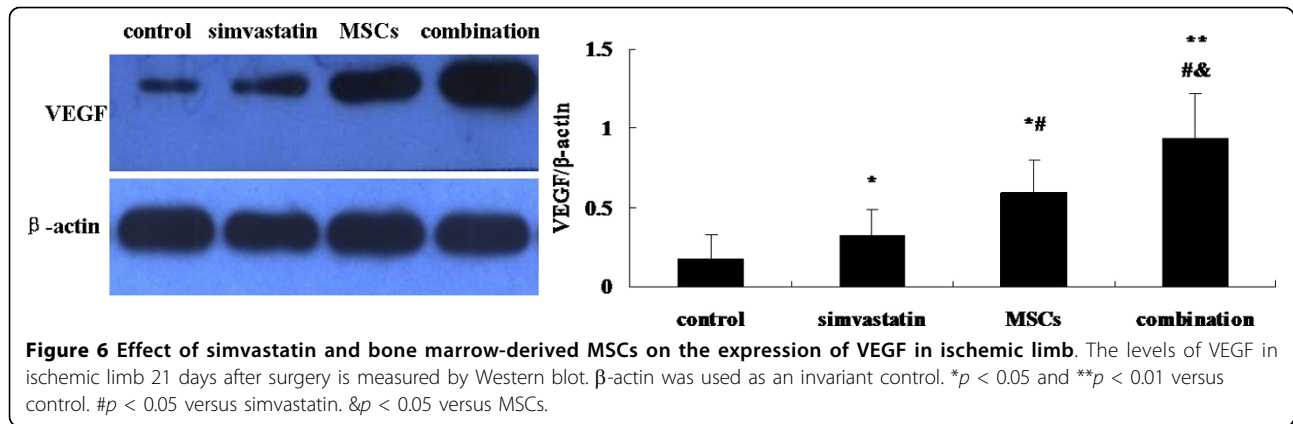 control simvastatin MSCs combination
VEGF
β-actin
VEGF/β-actin
1.5
1
0.5
0
*
*#
**
#&
control simvastatin MSCs combination
Figure 6 Effect of simvastatin and bone marrow-derived MSCs on the expression of VEGF in ischemic limb. The levels of VEGF in
ischemic limb 21 days after surgery is measured by Western blot. β-actin was used as an invariant control. *p < 0.05 and **p < 0.01 versus
control. #p < 0.05 versus simvastatin. &p < 0.05 versus MSCs.